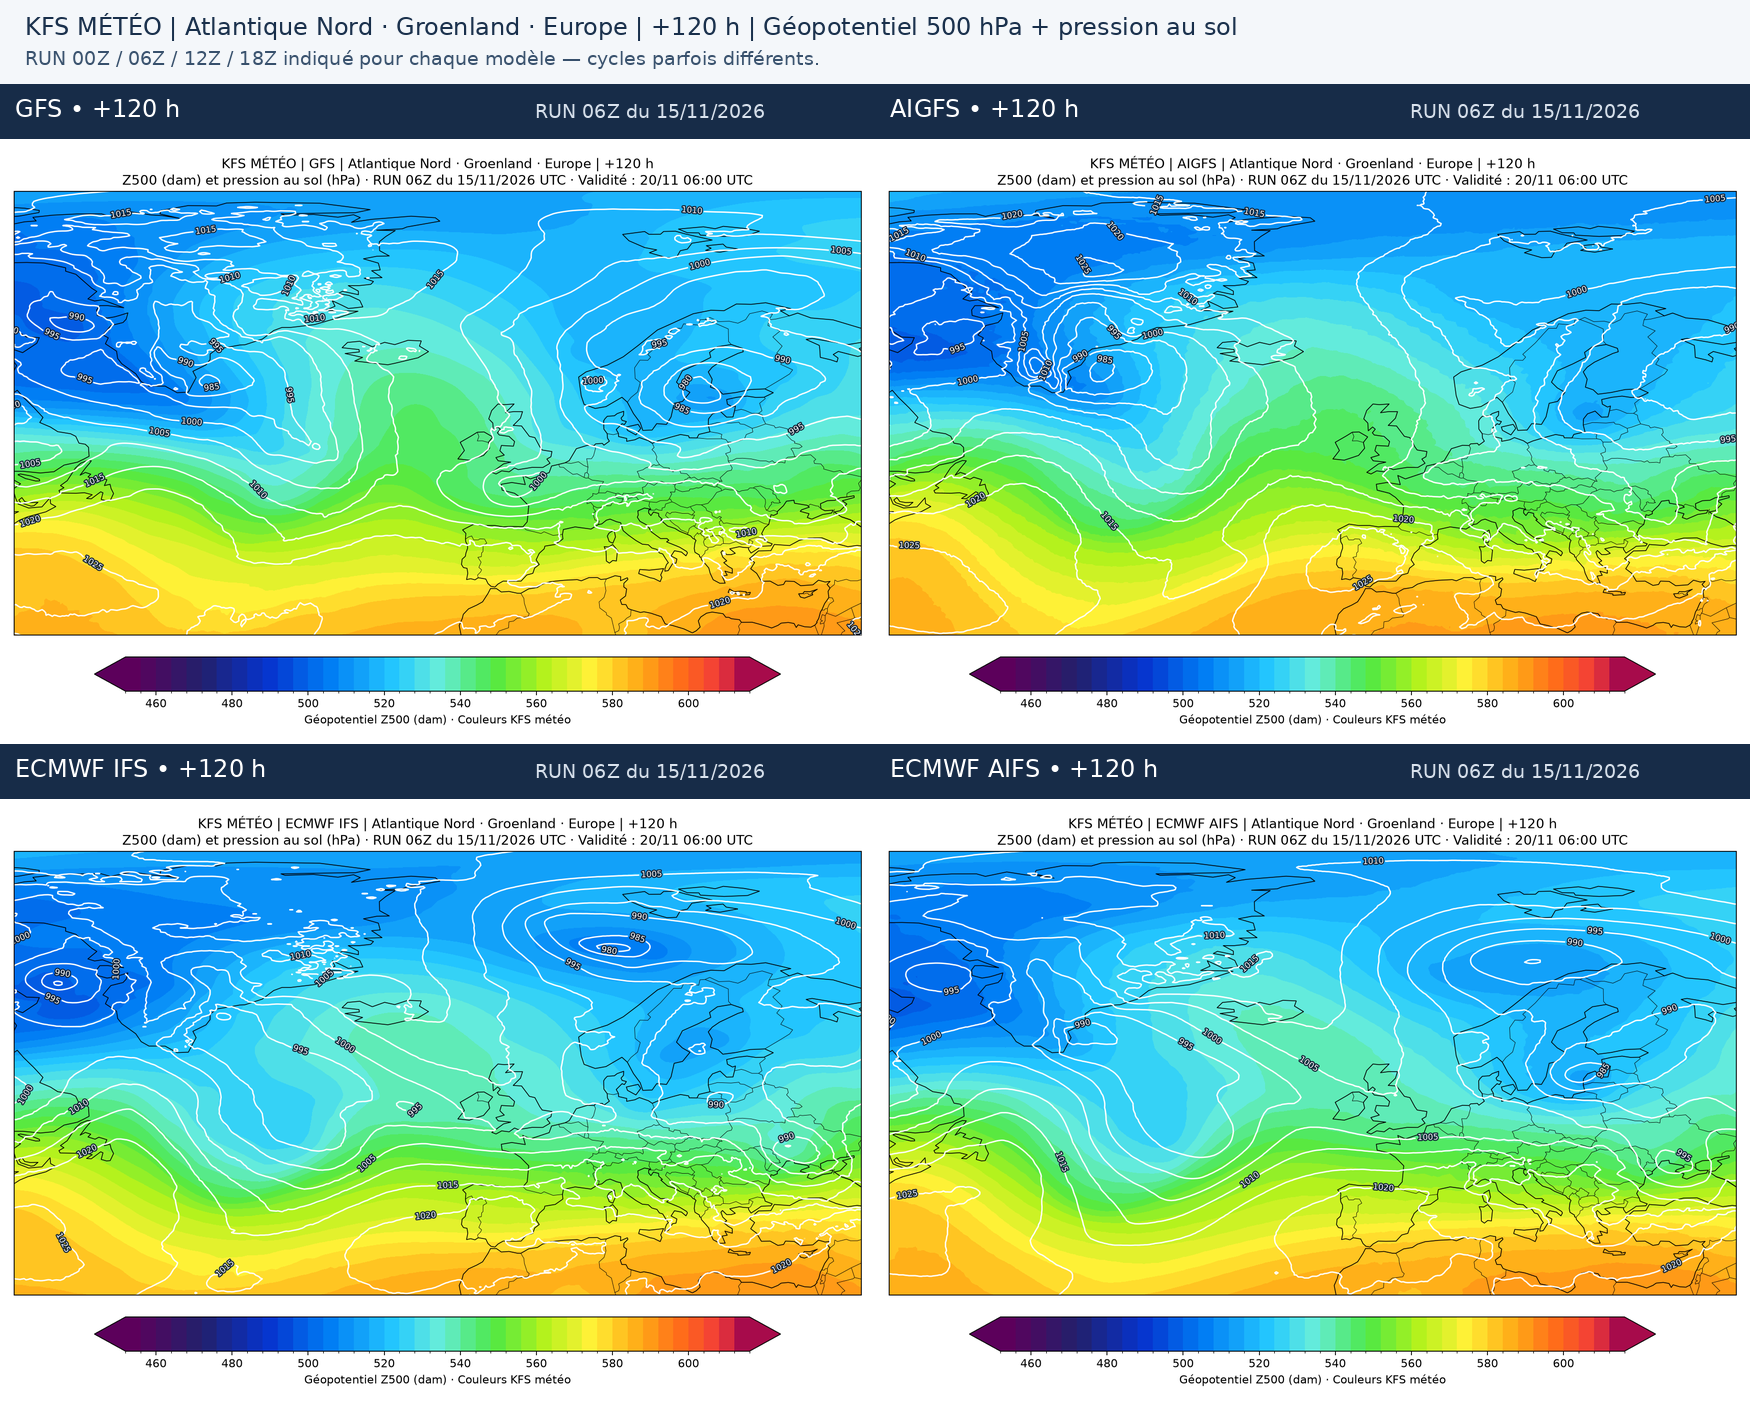 KFS MÉTÉO | Atlantique Nord · Groenland · Europe | +120 h | Géopotentiel 500 hPa + pression au sol
RUN 00Z / 06Z / 12Z / 18Z indiqué pour chaque modèle — cycles parfois différents.
GFS • +120 h
RUN 06Z du 15/11/2026
KFS MÉTÉO | GFS | Atlantique Nord · Groenland · Europe | +120 h
Z500 (dam) et pression au sol (hPa) · RUN 06Z du 15/11/2026 UTC · Validité : 20/11 06:00 UTC
460 480 500 520 540 560 580 600
Géopotentiel Z500 (dam) · Couleurs KFS météo
AIGFS • +120 h
RUN 06Z du 15/11/2026
KFS MÉTÉO | AIGFS | Atlantique Nord · Groenland · Europe | +120 h
Z500 (dam) et pression au sol (hPa) · RUN 06Z du 15/11/2026 UTC · Validité : 20/11 06:00 UTC
460 480 500 520 540 560 580 600
Géopotentiel Z500 (dam) · Couleurs KFS météo
ECMWF IFS • +120 h
RUN 06Z du 15/11/2026
KFS MÉTÉO | ECMWF IFS | Atlantique Nord · Groenland · Europe | +120 h
Z500 (dam) et pression au sol (hPa) · RUN 06Z du 15/11/2026 UTC · Validité : 20/11 06:00 UTC
460 480 500 520 540 560 580 600
Géopotentiel Z500 (dam) · Couleurs KFS météo
ECMWF AIFS • +120 h
RUN 06Z du 15/11/2026
KFS MÉTÉO | ECMWF AIFS | Atlantique Nord · Groenland · Europe | +120 h
Z500 (dam) et pression au sol (hPa) · RUN 06Z du 15/11/2026 UTC · Validité : 20/11 06:00 UTC
460 480 500 520 540 560 580 600
Géopotentiel Z500 (dam) · Couleurs KFS météo